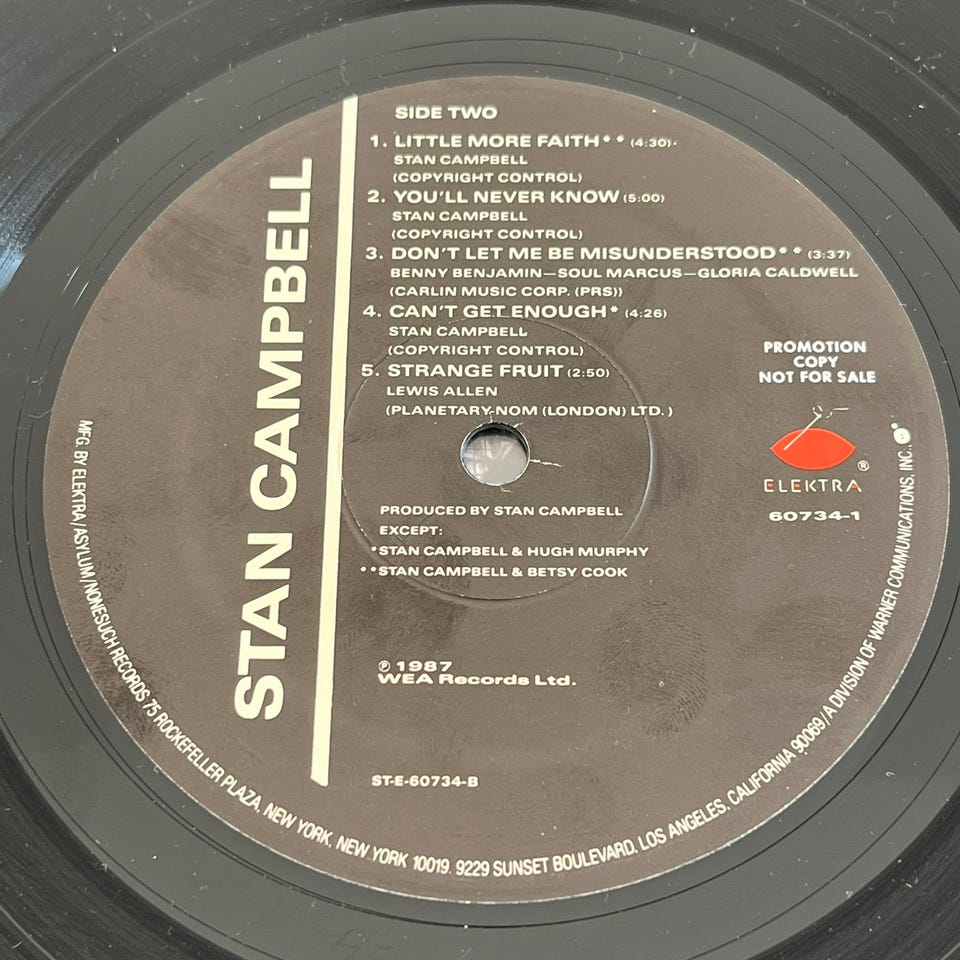 STAN CAMPBELL
SIDE TWO
1. LITTLE MORE FAITH** (4:30)
STAN CAMPBELL
(COPYRIGHT CONTROL)
2. YOU'LL NEVER KNOW (5:00)
STAN CAMPBELL
(COPYRIGHT CONTROL)
3. DON'T LET ME BE MISUNDERSTOOD** (3:37)
BENNY BENJAMIN—SOUL MARCUS—GLORIA CALDWELL
(CARLIN MUSIC CORP. (PRS))
4. CAN'T GET ENOUGH* (4:26)
STAN CAMPBELL
(COPYRIGHT CONTROL)
5. STRANGE FRUIT (2:50)
LEWIS ALLEN
(PLANETARY-NOM (LONDON) LTD.)
PROMOTION
COPY
NOT FOR SALE
ELEKTRA®
60734-1
PRODUCED BY STAN CAMPBELL
EXCEPT:
*STAN CAMPBELL & HUGH MURPHY
**STAN CAMPBELL & BETSY COOK
℗ 1987
WEA Records Ltd.
ST-E-60734-B
MFG. BY ELEKTRA/ASYLUM/NONESUCH RECORDS 75 ROCKEFELLER PLAZA, NEW YORK, NEW YORK 10019. 9229 SUNSET BOULEVARD, LOS ANGELES, CALIFORNIA 90069/A DIVISION OF WARNER COMMUNICATIONS, INC.